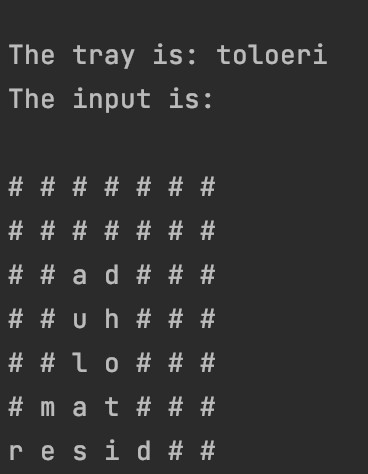 The tray is: toloeri
The input is:
# # # # # # #
# # # # # # #
# # a d # # #
# # u h # # #
# # l o # # #
# m a t # # #
r e s i d # #